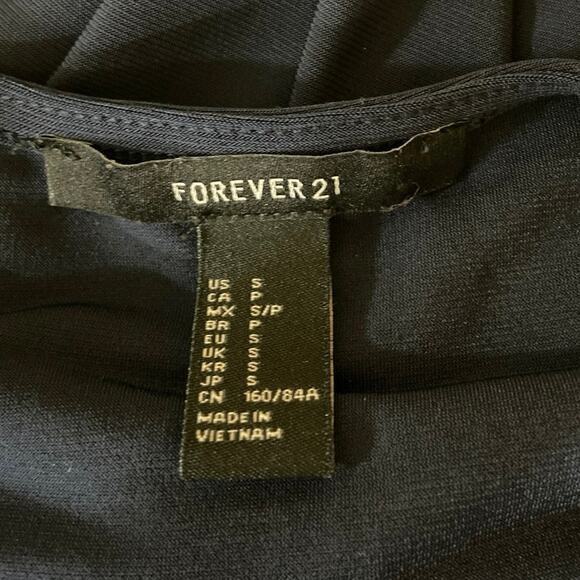 FOREVER 21
US S
CA P
MX S/P
BR P
EU S
UK S
KR S
JP S
CN 160/84A
MADE IN
VIETNAM